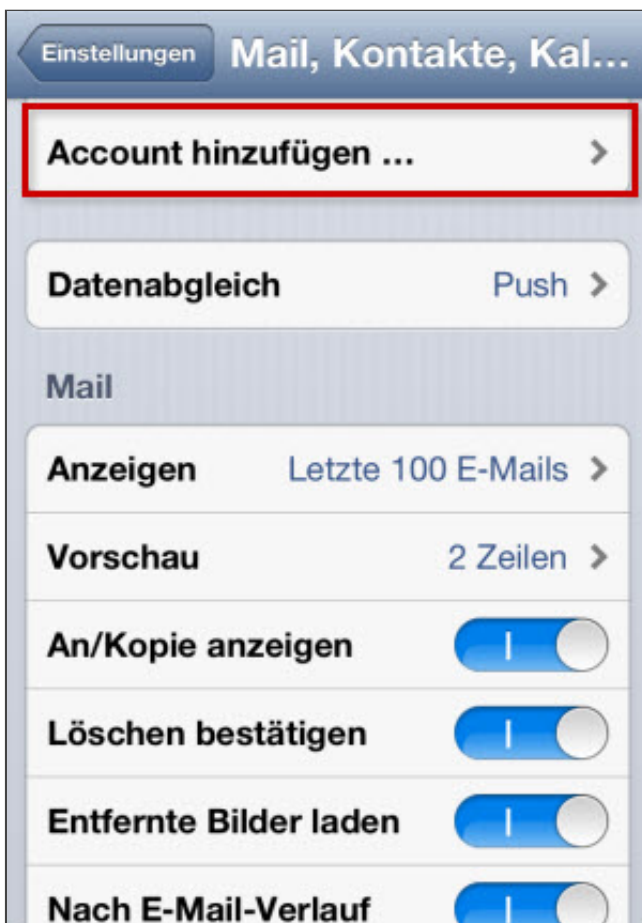 Einstellungen Mail, Kontakte, Kal...
Account hinzufügen ...
Datenabgleich Push
Mail
Anzeigen Letzte 100 E-Mails
Vorschau 2 Zeilen
An/Kopie anzeigen
Löschen bestätigen
Entfernte Bilder laden
Nach E-Mail-Verlauf